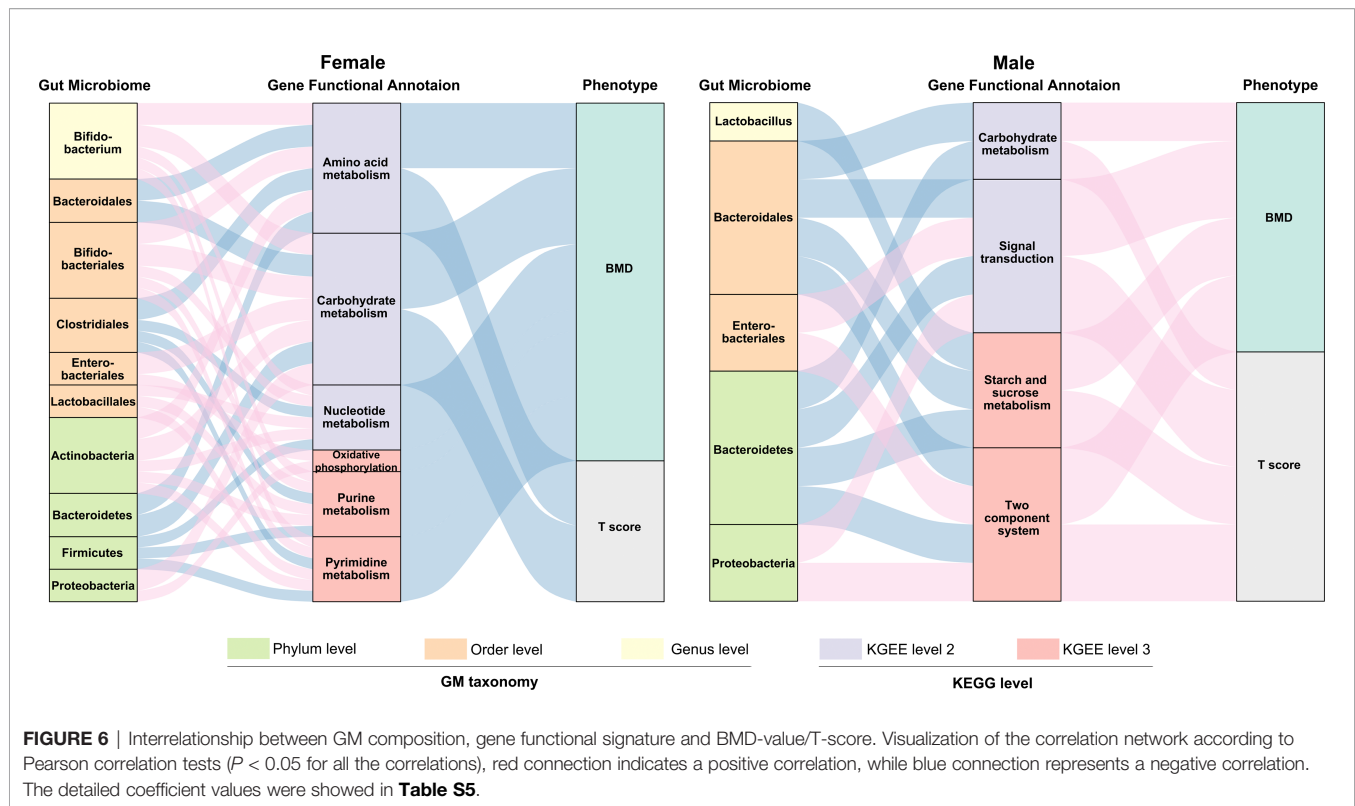 Female
Gut Microbiome
Gene Functional Annotaion
Phenotype
Bifido-
bacterium
Bacteroidales
Bifido-
bacteriales
Clostridiales
Entero-
bacteriales
Lactobacillales
Actinobacteria
Bacteroidetes
Firmicutes
Proteobacteria
Amino acid
metabolism
Carbohydrate
metabolism
Nucleotide
metabolism
Oxidative
phosphorylation
Purine
metabolism
Pyrimidine
metabolism
BMD
T score
Male
Gut Microbiome
Gene Functional Annotaion
Phenotype
Lactobacillus
Bacteroidales
Entero-
bacteriales
Bacteroidetes
Proteobacteria
Carbohydrate
metabolism
Signal
transduction
Starch and
sucrose
metabolism
Two
component
system
BMD
T score
Phylum level
Order level
Genus level
KGEE level 2
KGEE level 3
GM taxonomy
KEGG level
FIGURE 6 | Interrelationship between GM composition, gene functional signature and BMD-value/T-score. Visualization of the correlation network according to
Pearson correlation tests (P < 0.05 for all the correlations), red connection indicates a positive correlation, while blue connection represents a negative correlation.
The detailed coefficient values were showed in Table S5.